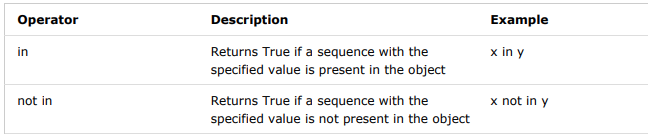 Operator Description Example
in Returns True if a sequence with the x in y
specified value is present in the object
not in Returns True if a sequence with the x not in y
specified value is not present in the object